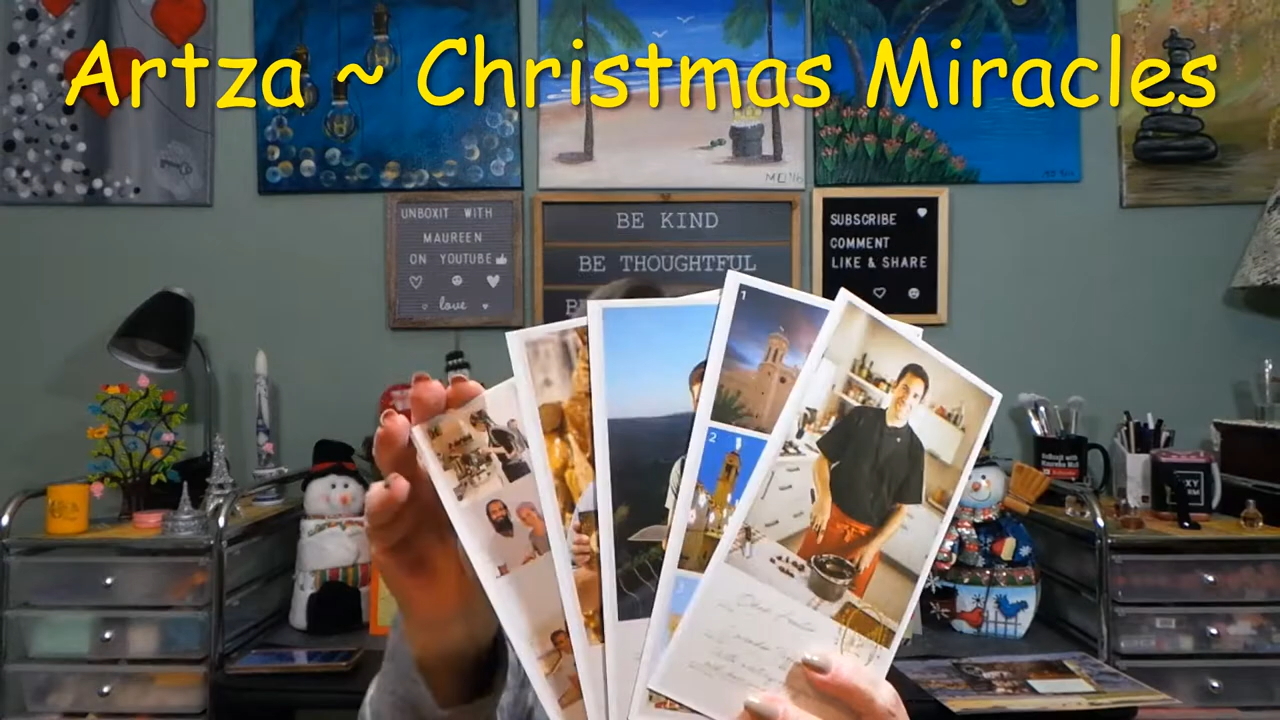 Artza ~ Christmas Miracles
UNBOXIT WITH
MAUREEN
ON YOUTUBE
love
BE KIND
BE THOUGHTFUL
SUBSCRIBE
COMMENT
LIKE & SHARE
1
2
3